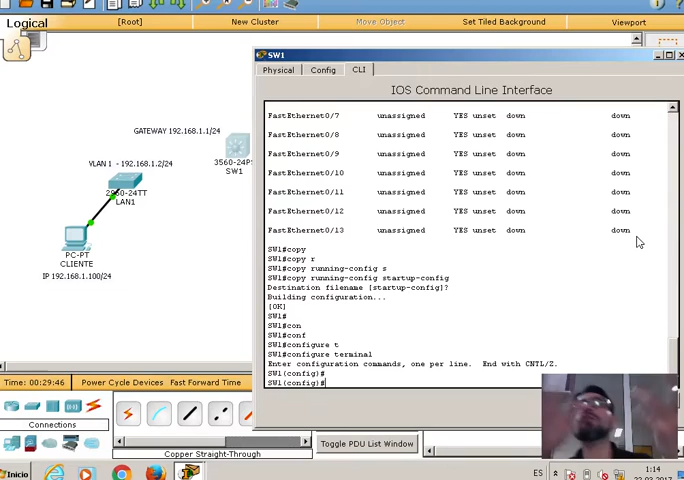 Logical
[Root]
New Cluster
Move Object
Set Tiled Background
Viewport
SW1
Physical
Config
CLI
IOS Command Line Interface
FastEthernet0/7 unassigned YES unset down down
FastEthernet0/8 unassigned YES unset down down
FastEthernet0/9 unassigned YES unset down down
FastEthernet0/10 unassigned YES unset down down
FastEthernet0/11 unassigned YES unset down down
FastEthernet0/12 unassigned YES unset down down
FastEthernet0/13 unassigned YES unset down down
SW1#copy
SW1#copy r
SW1#copy running-config s
SW1#copy running-config startup-config
Destination filename [startup-config]?
Building configuration...
[OK]
SW1#
SW1#con
SW1#conf
SW1#configure t
SW1#configure terminal
Enter configuration commands, one per line. End with CNTL/Z.
SW1(config)#
SW1(config)#
GATEWAY 192.168.1.1/24
3560-24PS
SW1
VLAN 1 - 192.168.1.2/24
2960-24TT
LAN1
PC-PT
CLIENTE
IP 192.168.1.100/24
Time: 00:29:46
Power Cycle Devices
Fast Forward Time
Connections
Copper Straight-Through
Toggle PDU List Window
Inicio
ES
1:14
22.03.2017